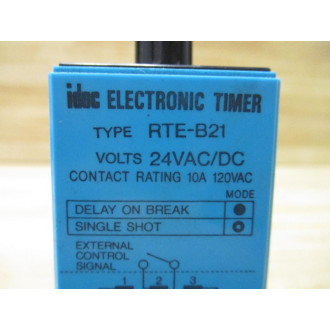 idec ELECTRONIC TIMER
TYPE RTE-B21
VOLTS 24VAC/DC
CONTACT RATING 10A 120VAC
MODE
DELAY ON BREAK
SINGLE SHOT
EXTERNAL
CONTROL
SIGNAL
1 2 3